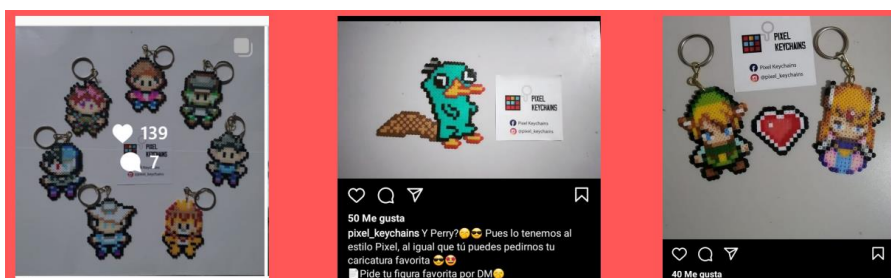 139
7
PIXEL
KEYCHAINS
PIXEL
KEYCHAINS
Pixel Keychains
@pixel_keychains
50 Me gusta
pixel_keychains Y Perry?🤭😎 Pues lo tenemos al
estilo Pixel, al igual que tú puedes pedirnos tu
caricatura favorita 😎🤩
📄Pide tu figura favorita por DM😊
PIXEL
KEYCHAINS
Pixel Keychains
@pixel_keychains
40 Me gusta